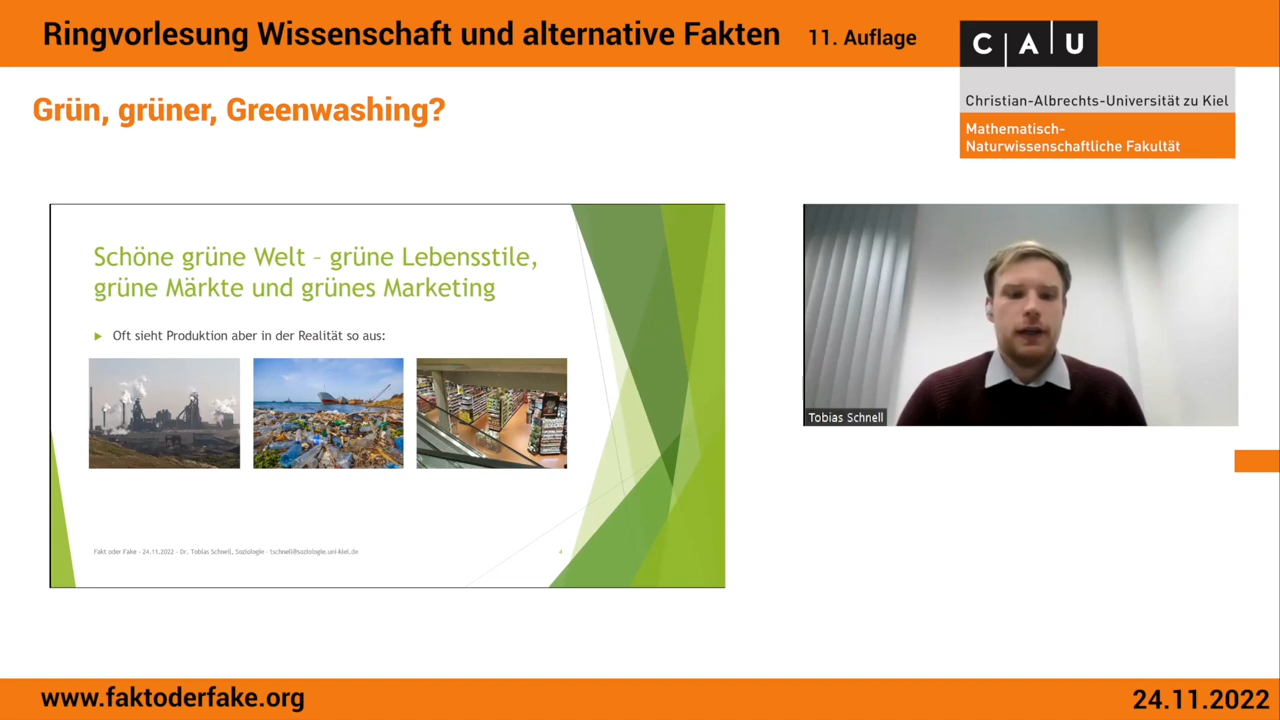 Ringvorlesung Wissenschaft und alternative Fakten 11. Auflage
C A U
Christian-Albrechts-Universität zu Kiel
Mathematisch-
Naturwissenschaftliche Fakultät
Grün, grüner, Greenwashing?
Schöne grüne Welt – grüne Lebensstile,
grüne Märkte und grünes Marketing
Oft sieht Produktion aber in der Realität so aus:
Fakt oder Fake - 24.11.2022 - Dr. Tobias Schnell, Soziologie - tschnell@soziologie.uni-kiel.de
4
Tobias Schnell
www.faktoderfake.org
24.11.2022